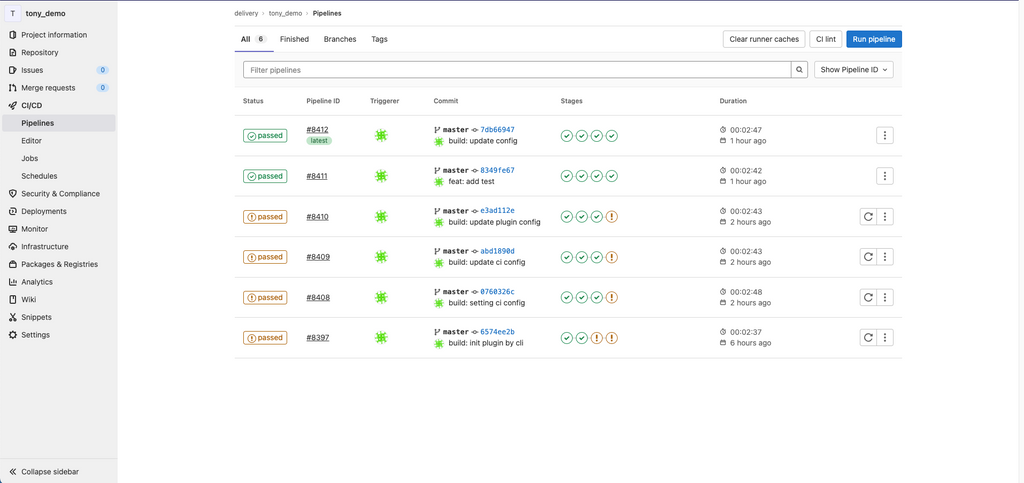 T tony_demo
Project information
Repository
Issues 0
Merge requests 0
CI/CD
Pipelines
Editor
Jobs
Schedules
Security & Compliance
Deployments
Monitor
Infrastructure
Packages & Registries
Analytics
Wiki
Snippets
Settings
Collapse sidebar
delivery › tony_demo › Pipelines
All 6 Finished Branches Tags Clear runner caches CI lint Run pipeline
Filter pipelines Show Pipeline ID
Status Pipeline ID Triggerer Commit Stages Duration
passed #8412 master 7db66947 00:02:47
latest build: update config 1 hour ago
passed #8411 master 8349fe67 00:02:42
feat: add test 1 hour ago
passed #8410 master e3ad112e 00:02:43
build: update plugin config 2 hours ago
passed #8409 master abd1890d 00:02:43
build: update ci config 2 hours ago
passed #8408 master 0760326c 00:02:48
build: setting ci config 2 hours ago
passed #8397 master 6574ee2b 00:02:37
build: init plugin by cli 6 hours ago